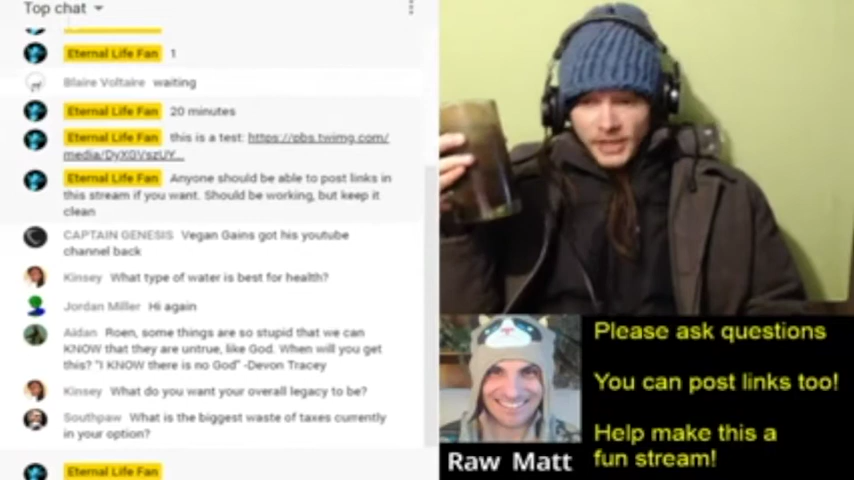 Top chat
Eternal Life Fan 1
Blaire Voltaire waiting
Eternal Life Fan 20 minutes
Eternal Life Fan this is a test: https://pbs.twimg.com/
media/DyXGVszUY...
Eternal Life Fan Anyone should be able to post links in
this stream if you want. Should be working, but keep it
clean
CAPTAIN GENESIS Vegan Gains got his youtube
channel back
Kinsey What type of water is best for health?
Jordan Miller Hi again
Aidan Roen, some things are so stupid that we can
KNOW that they are untrue, like God. When will you get
this? "I KNOW there is no God" -Devon Tracey
Kinsey What do you want your overall legacy to be?
Southpaw What is the biggest waste of taxes currently
in your option?
Eternal Life Fan
Please ask questions
You can post links too!
Help make this a
fun stream!
Raw Matt